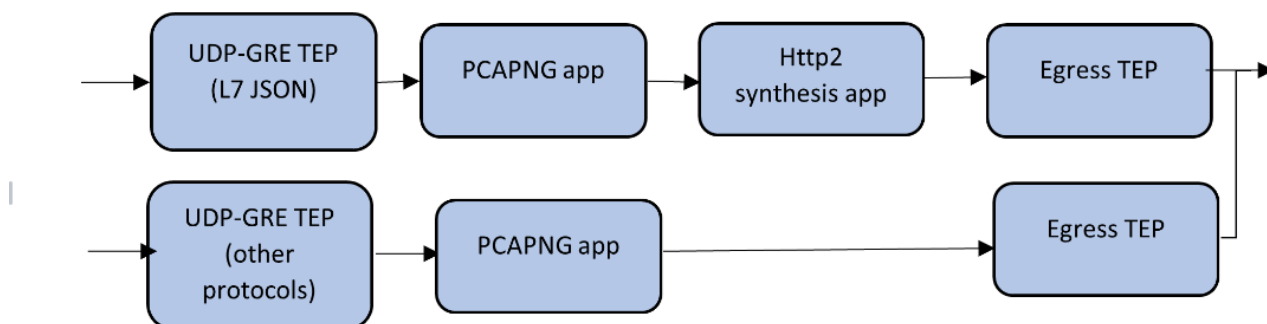 UDP-GRE TEP
(L7 JSON)
PCAPNG app
Http2
synthesis app
Egress TEP
UDP-GRE TEP
(other
protocols)
PCAPNG app
Egress TEP